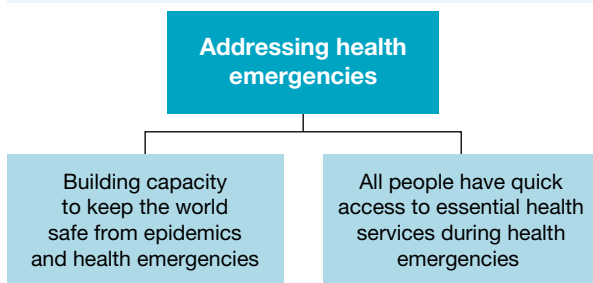 Addressing health
emergencies
Building capacity
to keep the world
safe from epidemics
and health emergencies
All people have quick
access to essential health
services during health
emergencies